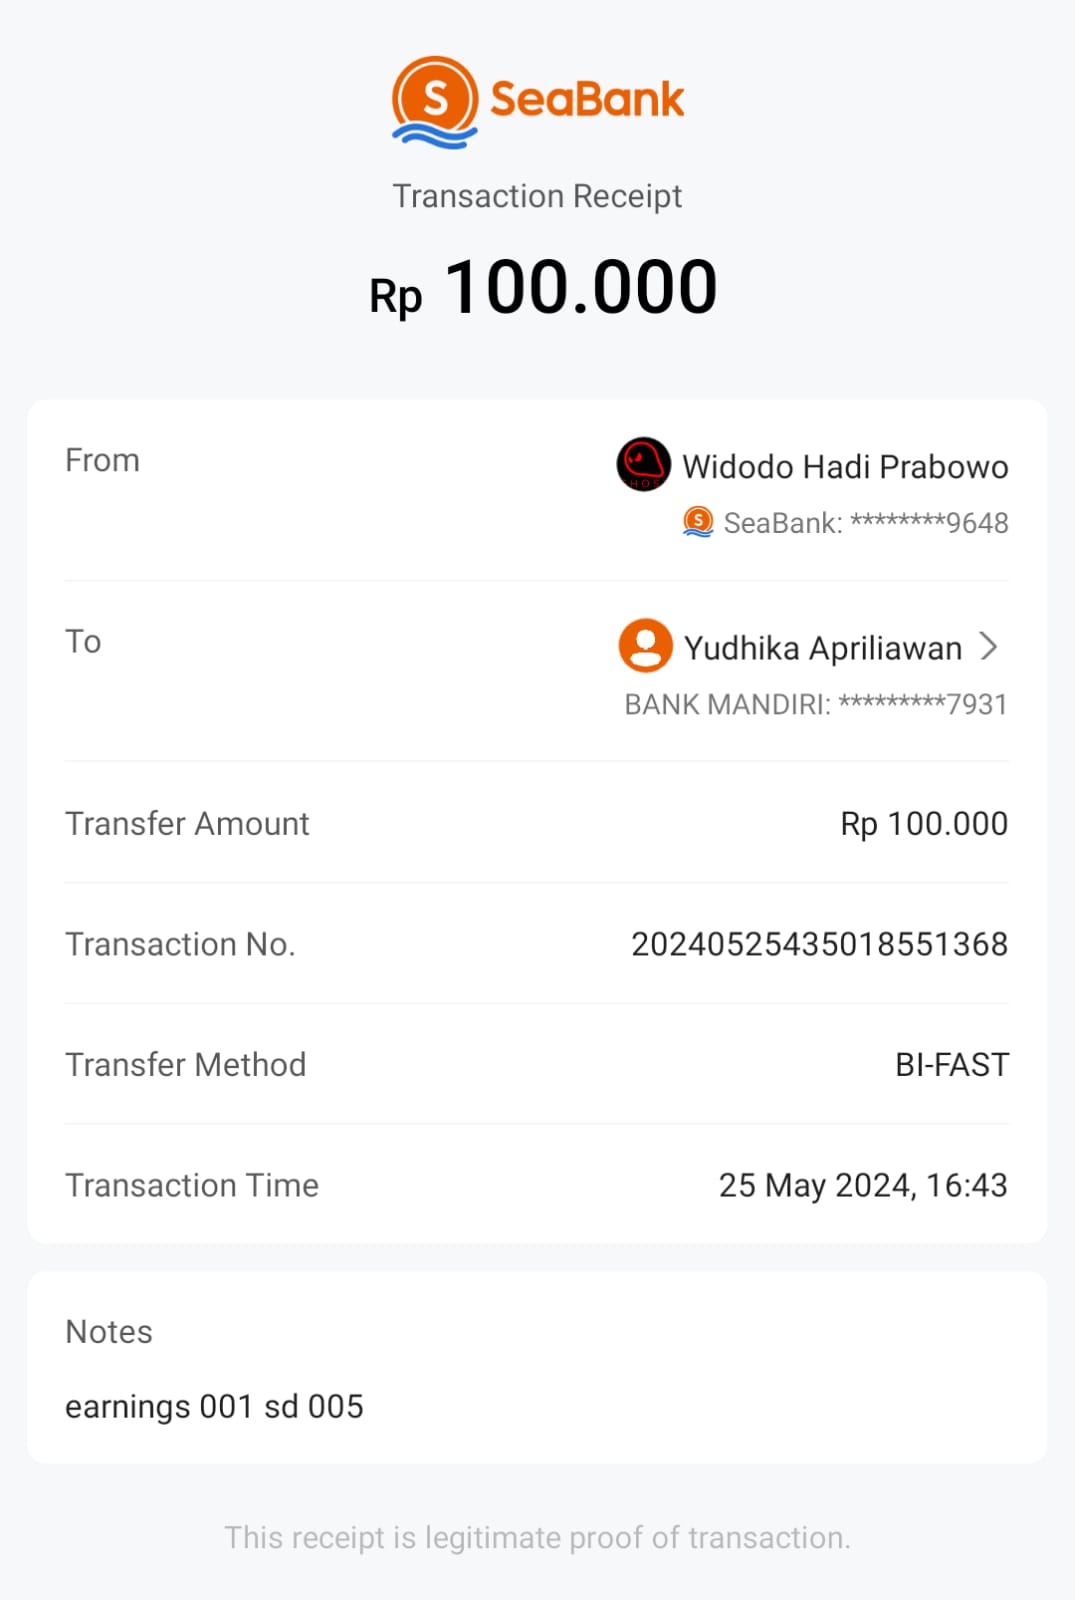 S SeaBank
Transaction Receipt
Rp 100.000
From
Widodo Hadi Prabowo
SeaBank: ********9648
To
Yudhika Apriliawan
BANK MANDIRI: *********7931
Transfer Amount
Rp 100.000
Transaction No.
20240525435018551368
Transfer Method
BI-FAST
Transaction Time
25 May 2024, 16:43
Notes
earnings 001 sd 005
This receipt is legitimate proof of transaction.